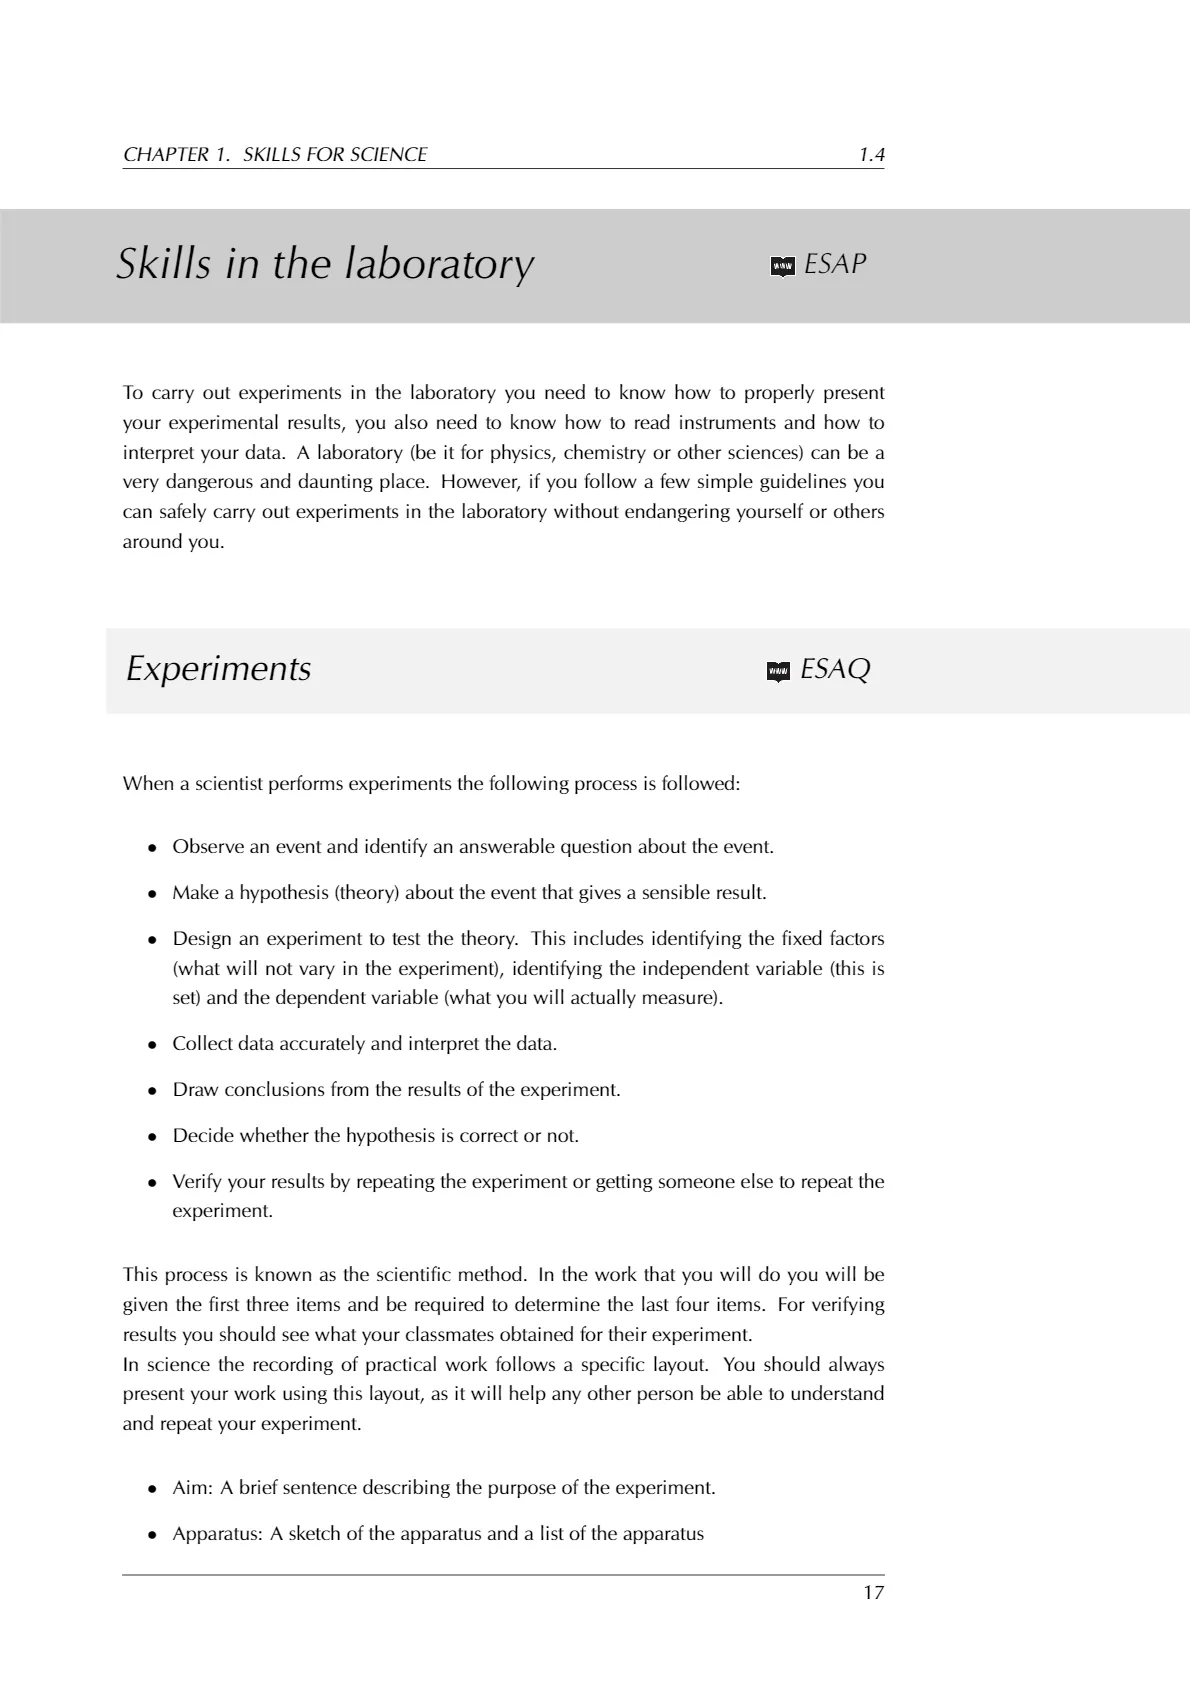 CHAPTER 1. SKILLS FOR SCIENCE 1.4
Skills in the laboratory WWW ESAP
To carry out experiments in the laboratory you need to know how to properly present
your experimental results, you also need to know how to read instruments and how to
interpret your data. A laboratory (be it for physics, chemistry or other sciences) can be a
very dangerous and daunting place. However, if you follow a few simple guidelines you
can safely carry out experiments in the laboratory without endangering yourself or others
around you.
Experiments WWW ESAQ
When a scientist performs experiments the following process is followed:
• Observe an event and identify an answerable question about the event.
• Make a hypothesis (theory) about the event that gives a sensible result.
• Design an experiment to test the theory. This includes identifying the fixed factors
(what will not vary in the experiment), identifying the independent variable (this is
set) and the dependent variable (what you will actually measure).
• Collect data accurately and interpret the data.
• Draw conclusions from the results of the experiment.
• Decide whether the hypothesis is correct or not.
• Verify your results by repeating the experiment or getting someone else to repeat the
experiment.
This process is known as the scientific method. In the work that you will do you will be
given the first three items and be required to determine the last four items. For verifying
results you should see what your classmates obtained for their experiment.
In science the recording of practical work follows a specific layout. You should always
present your work using this layout, as it will help any other person be able to understand
and repeat your experiment.
• Aim: A brief sentence describing the purpose of the experiment.
• Apparatus: A sketch of the apparatus and a list of the apparatus
17